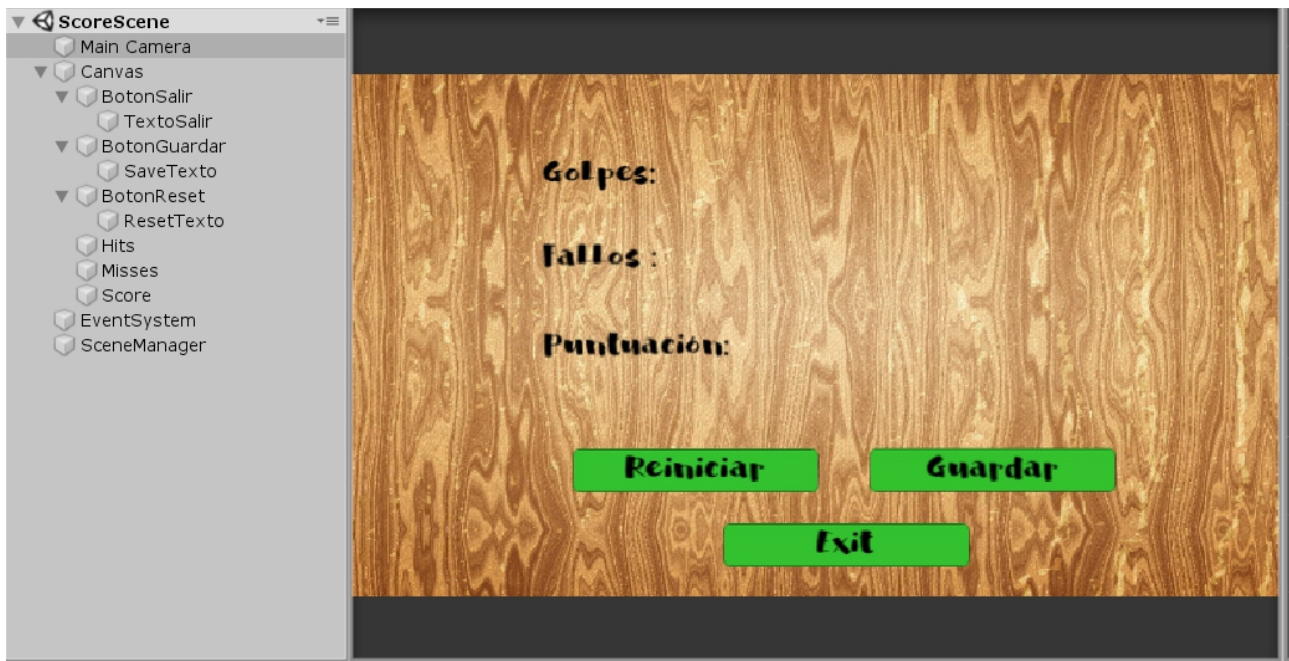 ScoreScene
Main Camera
Canvas
BotonSalir
TextoSalir
BotonGuardar
SaveTexto
BotonReset
ResetTexto
Hits
Misses
Score
EventSystem
SceneManager
Golpes:
Fallos :
Puntuación:
Reiniciar
Guardar
Exit